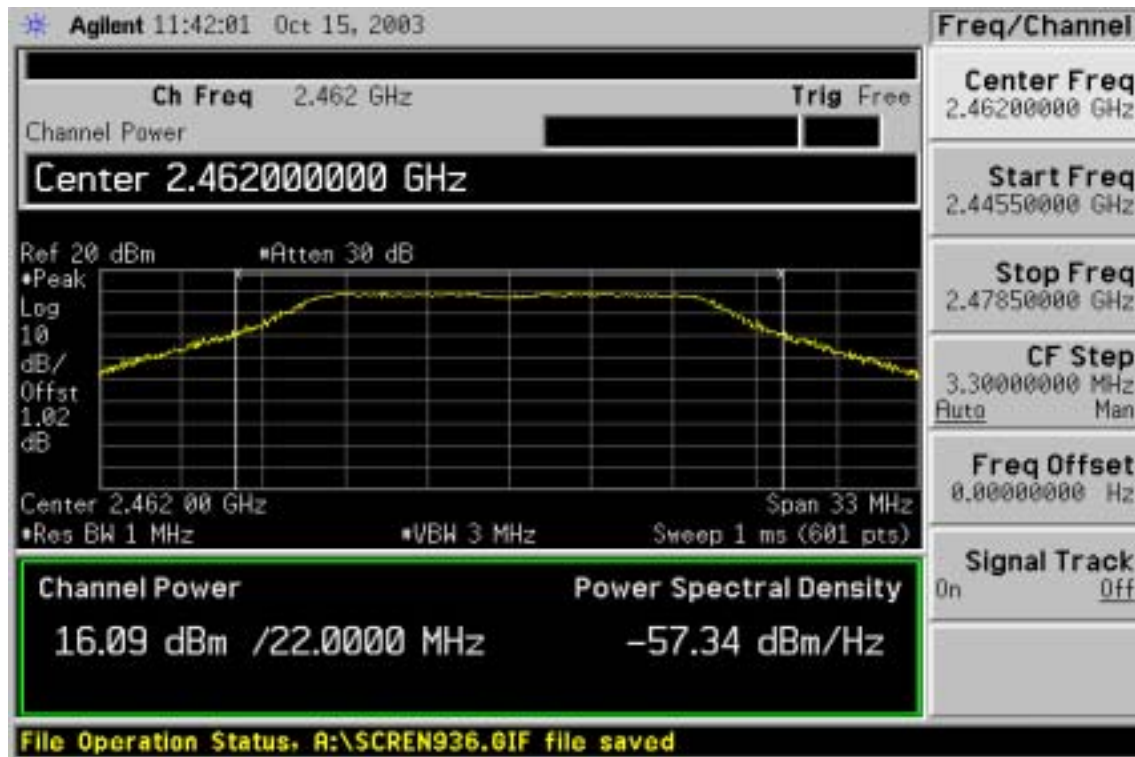 Agilent 11:42:01 Oct 15, 2003
Freq/Channel
Ch Freq 2.462 GHz Trig Free
Channel Power
Center 2.462000000 GHz
Ref 20 dBm *Atten 30 dB
*Peak
Log
10
dB/
Offst
1.02
dB
Center 2.462 00 GHz Span 33 MHz
*Res BW 1 MHz *VBW 3 MHz Sweep 1 ms (601 pts)
Channel Power Power Spectral Density
16.09 dBm /22.0000 MHz -57.34 dBm/Hz
File Operation Status, A:\SCREN936.GIF file saved
Center Freq
2.46200000 GHz
Start Freq
2.44550000 GHz
Stop Freq
2.47850000 GHz
CF Step
3.30000000 MHz
Auto Man
Freq Offset
0.00000000 Hz
Signal Track
On Off